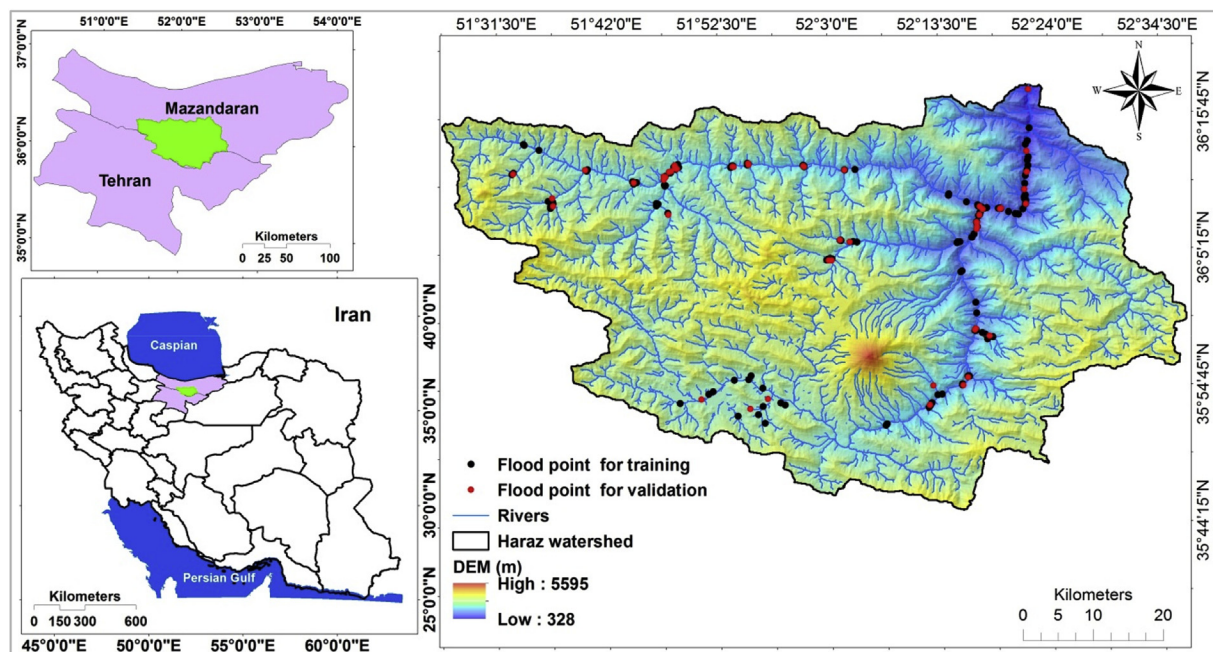 51°0'0"E 52°0'0"E 53°0'0"E 54°0'0"E
37°0'0"N
36°0'0"N
35°0'0"N
Mazandaran
Tehran
Kilometers
0 25 50 100
Iran
Caspian
Persian Gulf
40°0'0"N
35°0'0"N
30°0'0"N
25°0'0"N
Kilometers
0 150 300 600
45°0'0"E 50°0'0"E 55°0'0"E 60°0'0"E
51°31'30"E 51°42'0"E 51°52'30"E 52°3'0"E 52°13'30"E 52°24'0"E 52°34'30"E
N
W E
S
36°15'45"N
36°5'15"N
35°54'45"N
35°44'15"N
Flood point for training
Flood point for validation
Rivers
Haraz watershed
DEM (m)
High : 5595
Low : 328
Kilometers
0 5 10 20